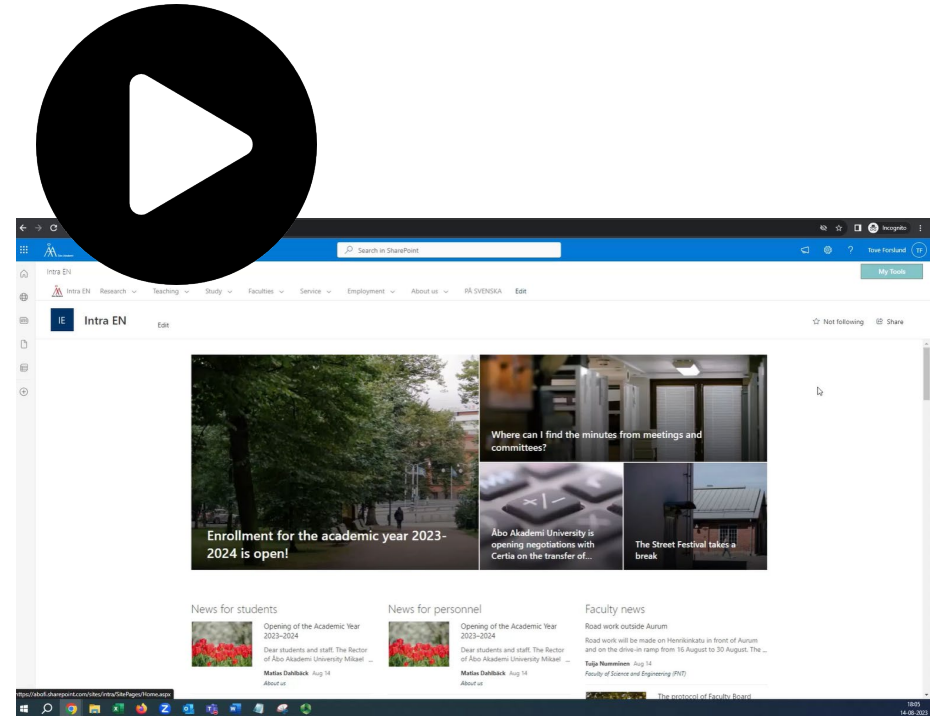 Incognito
Search in SharePoint
?
Tove Forslund
TF
Intra EN
My Tools
Intra EN Research Teaching Study Faculties Service Employment About us PÅ SVENSKA Edit
IE
Intra EN
Edit
Not following
Share
Where can I find the minutes from meetings and
committees?
Enrollment for the academic year 2023-
2024 is open!
Åbo Akademi University is
opening negotiations with
Certia on the transfer of...
The Street Festival takes a
break
News for students
Opening of the Academic Year
2023–2024
Dear students and staff. The Rector
of Åbo Akademi University Mikael ...
Matias Dahlbäck Aug 14
About us
News for personnel
Opening of the Academic Year
2023–2024
Dear students and staff. The Rector
of Åbo Akademi University Mikael ...
Matias Dahlbäck Aug 14
About us
Faculty news
Road work outside Aurum
Road work will be made on Henrikinkatu in front of Aurum
and on the drive-in ramp from 16 August to 30 August. The ...
Tuija Numminen Aug 14
Faculty of Science and Engineering (FNT)
The protocol of Faculty Board
https://abofi.sharepoint.com/sites/intra/SitePages/Home.aspx
18:05
14-08-2023